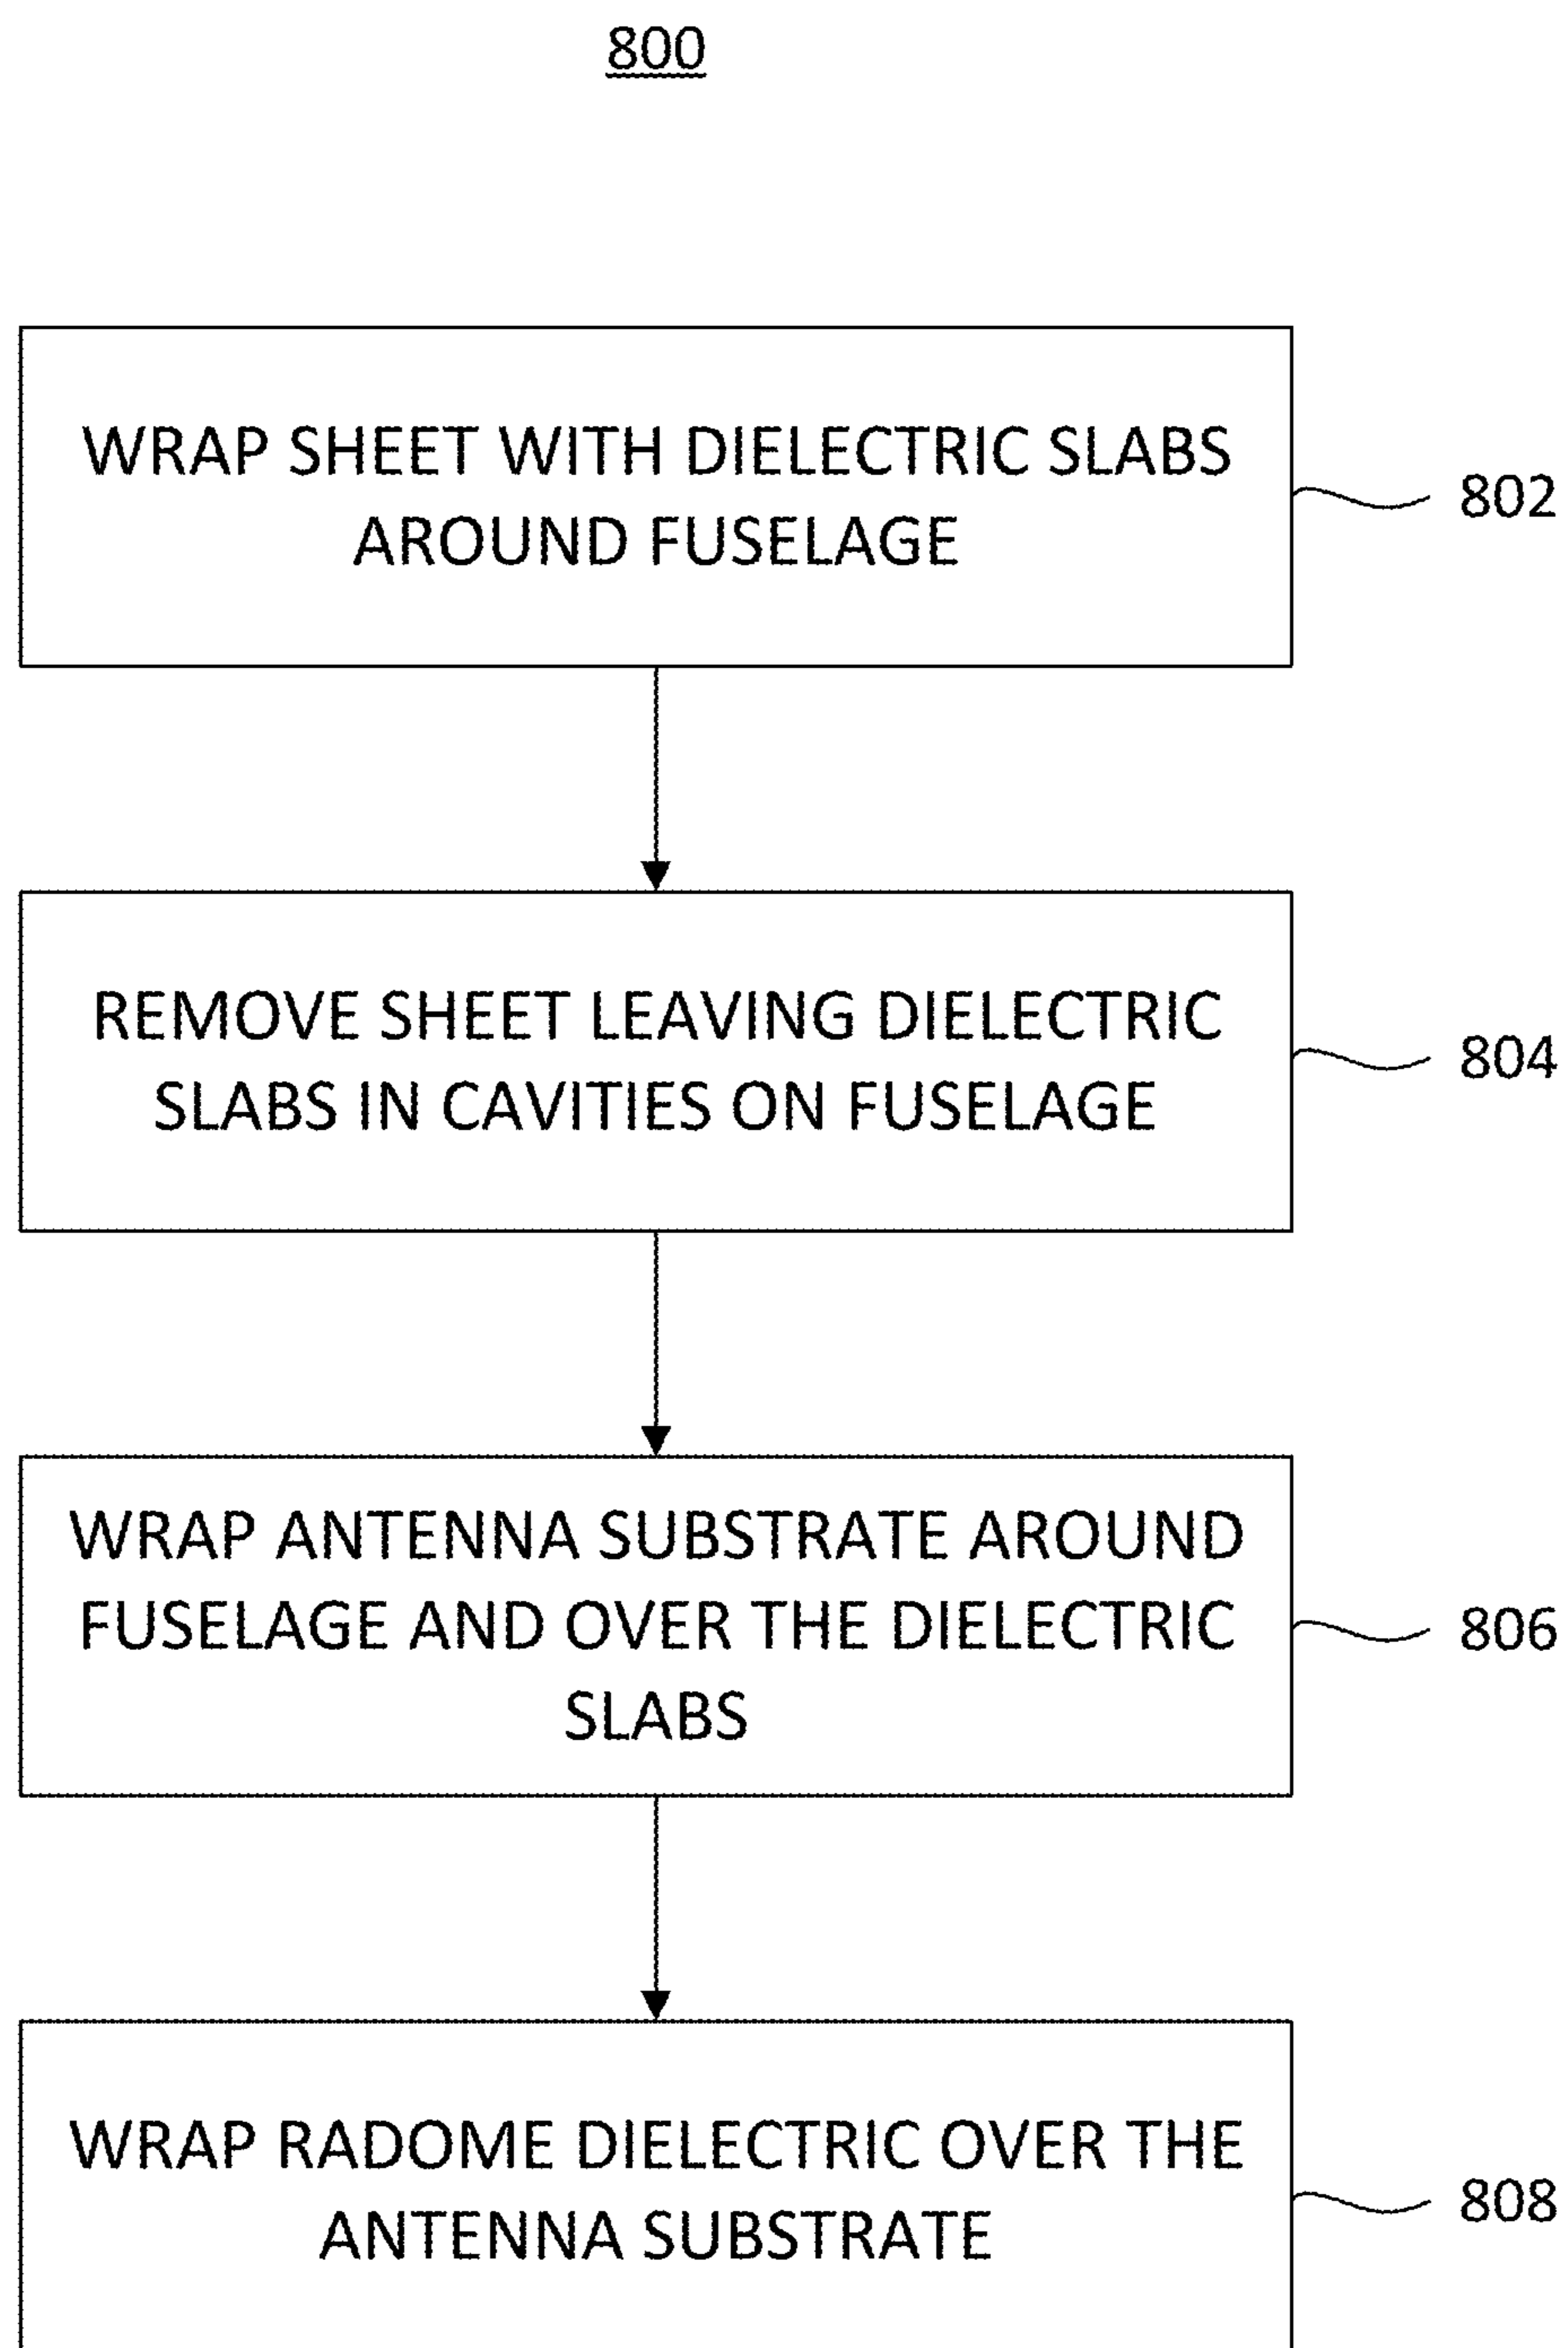 800
WRAP SHEET WITH DIELECTRIC SLABS
AROUND FUSELAGE
802
REMOVE SHEET LEAVING DIELECTRIC
SLABS IN CAVITIES ON FUSELAGE
804
WRAP ANTENNA SUBSTRATE AROUND
FUSELAGE AND OVER THE DIELECTRIC
SLABS
806
WRAP RADOME DIELECTRIC OVER THE
ANTENNA SUBSTRATE
808